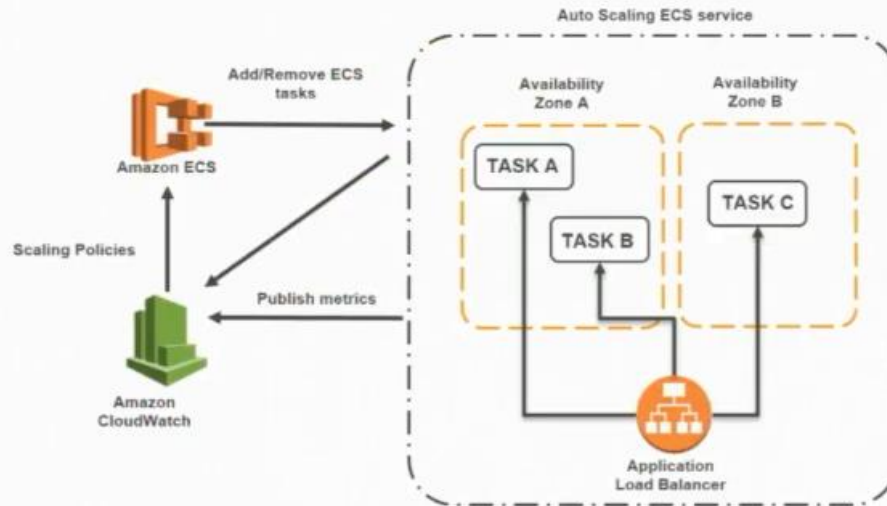 Auto Scaling ECS service
Add/Remove ECS
tasks
Availability
Zone A
Availability
Zone B
Amazon ECS
TASK A
TASK B
TASK C
Scaling Policies
Publish metrics
Amazon
CloudWatch
Application
Load Balancer